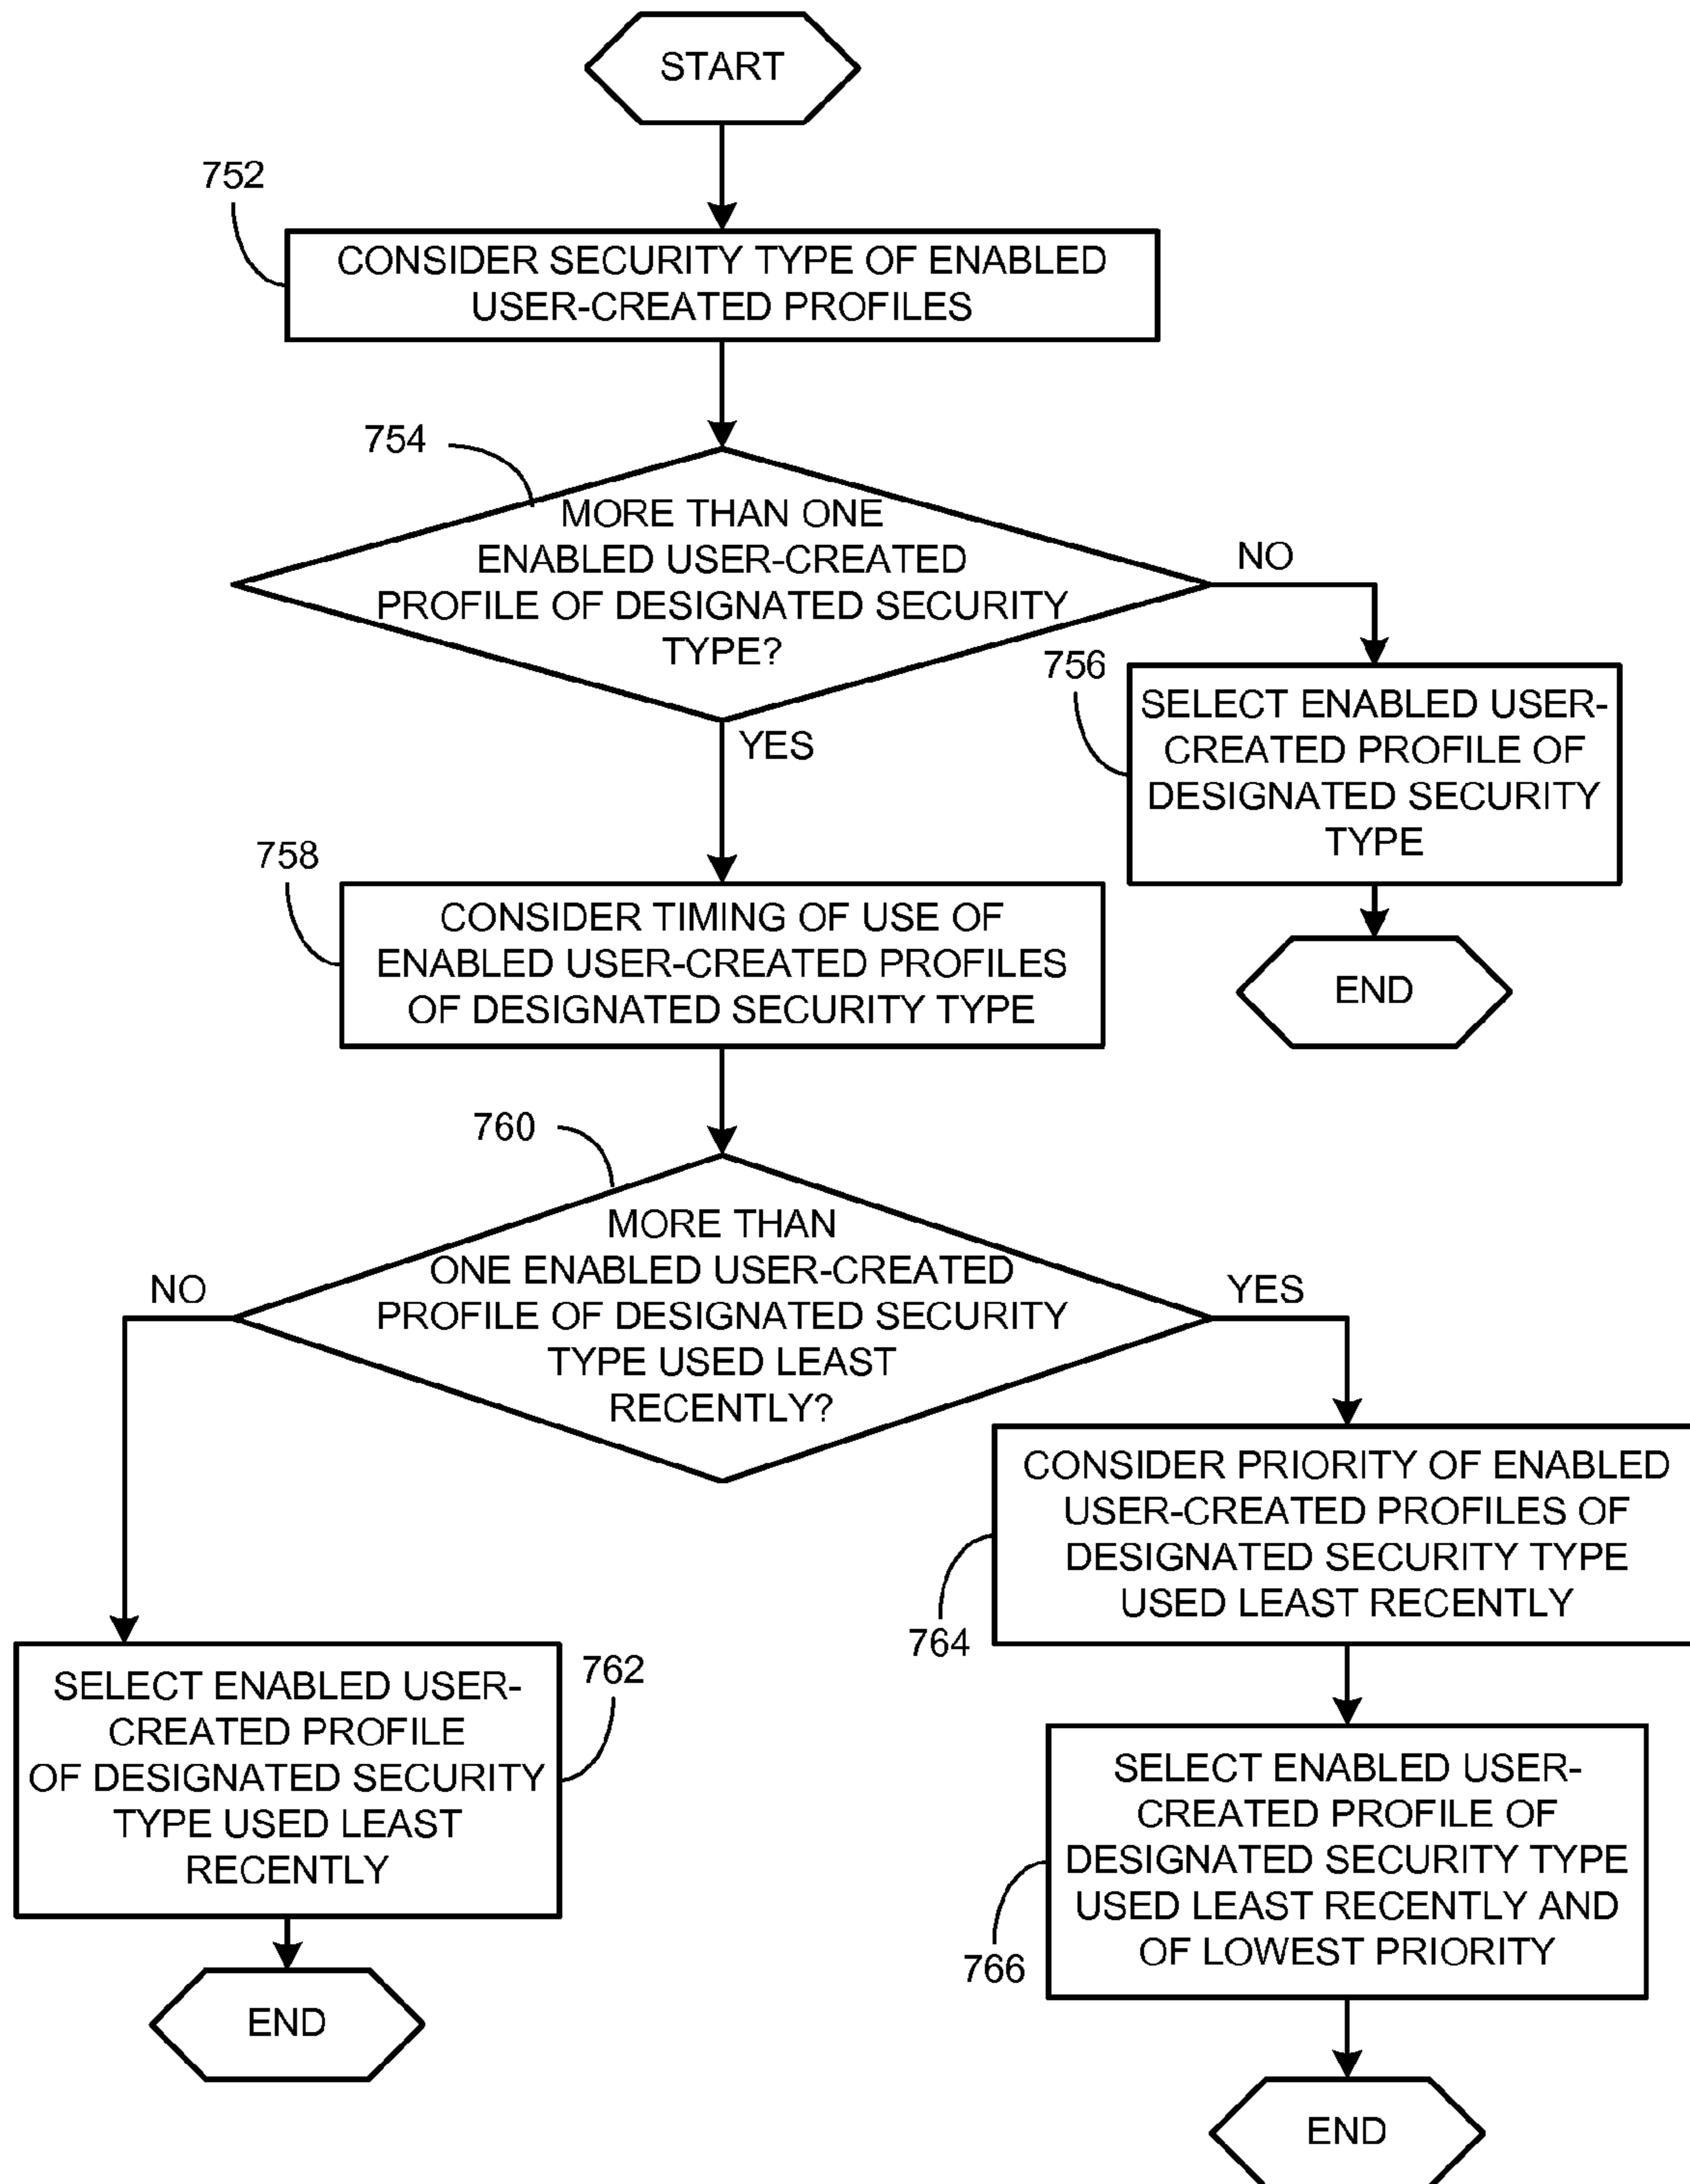 START
752
CONSIDER SECURITY TYPE OF ENABLED
USER-CREATED PROFILES
754
MORE THAN ONE
ENABLED USER-CREATED
PROFILE OF DESIGNATED SECURITY
TYPE?
NO
YES
756
SELECT ENABLED USER-
CREATED PROFILE OF
DESIGNATED SECURITY
TYPE
END
758
CONSIDER TIMING OF USE OF
ENABLED USER-CREATED PROFILES
OF DESIGNATED SECURITY TYPE
760
MORE THAN
ONE ENABLED USER-CREATED
PROFILE OF DESIGNATED SECURITY
TYPE USED LEAST
RECENTLY?
NO
YES
762
SELECT ENABLED USER-
CREATED PROFILE
OF DESIGNATED SECURITY
TYPE USED LEAST
RECENTLY
END
764
CONSIDER PRIORITY OF ENABLED
USER-CREATED PROFILES OF
DESIGNATED SECURITY TYPE
USED LEAST RECENTLY
766
SELECT ENABLED USER-
CREATED PROFILE OF
DESIGNATED SECURITY TYPE
USED LEAST RECENTLY AND
OF LOWEST PRIORITY
END